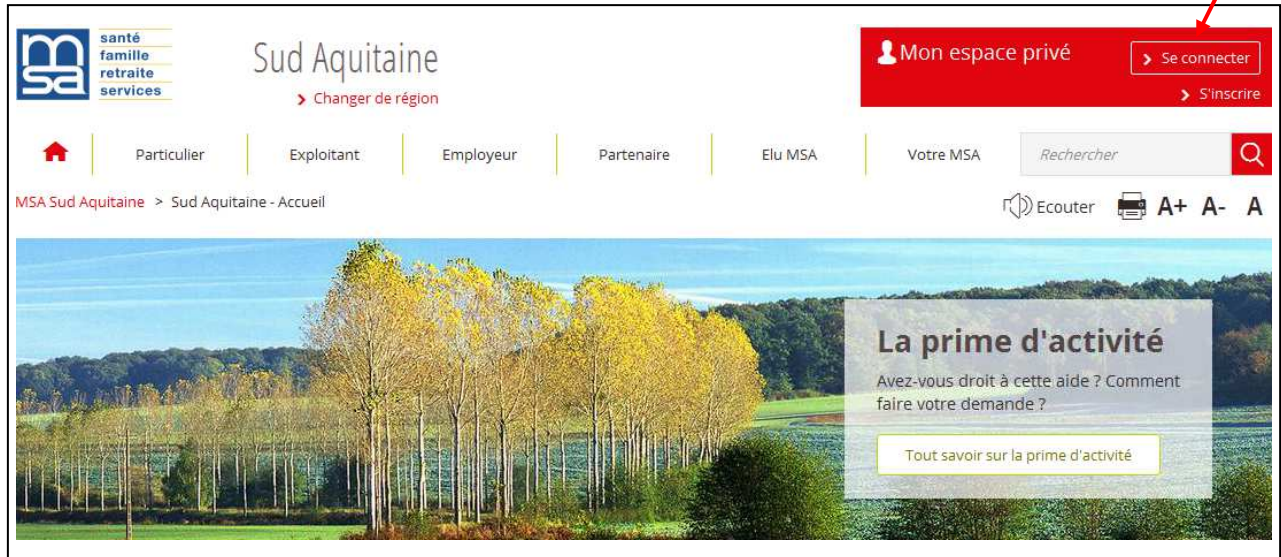 msa
santé
famille
retraite
services
Sud Aquitaine
Changer de région
Mon espace privé
Se connecter
S'inscrire
Particulier
Exploitant
Employeur
Partenaire
Elu MSA
Votre MSA
Rechercher
MSA Sud Aquitaine > Sud Aquitaine - Accueil
Ecouter
A+ A- A
La prime d'activité
Avez-vous droit à cette aide ? Comment
faire votre demande ?
Tout savoir sur la prime d'activité